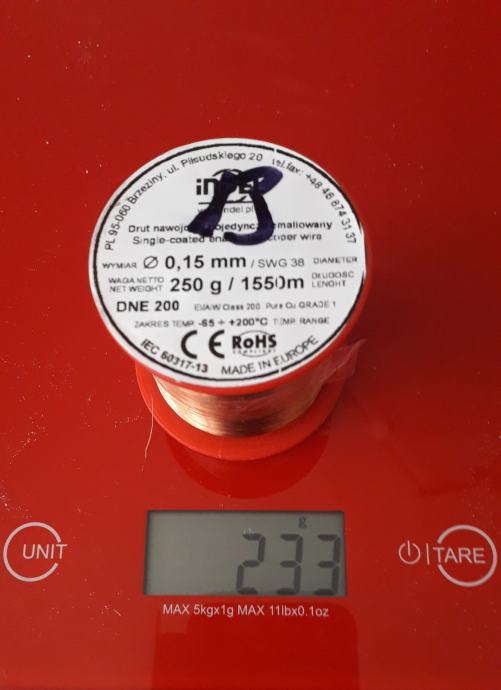 PL 95-060 Brzeziny, ul. Piłsudskiego 20 tel.fax: +48 46 874 31 37
Drut nawojowy pojedynczo emaliowany
Single-coated copper wire
WYMIAR Ø 0,15 mm / SWG 38 DIAMETER
WAGA NETTO
NET WEIGHT 250 g / 1550m DŁUGOŚĆ
LENGHT
DNE 200 Class 200 Pure Cu GRADE 1
ZAKRES TEMP. -65 ÷ +200°C TEMP. RANGE
CE RoHS
COMPLIANT
IEC 60317-13 MADE IN EUROPE
g
233
UNIT
TARE
MAX 5kgx1g MAX 11lbx0.1oz